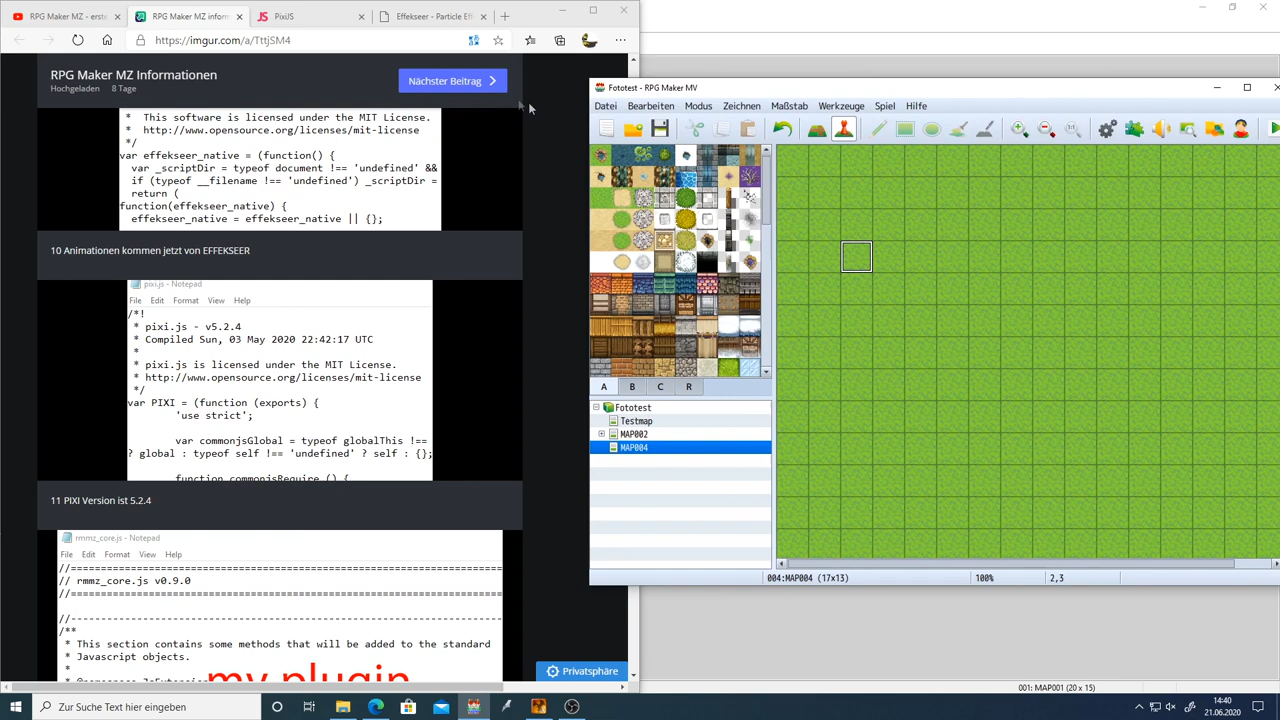 RPG Maker MZ - erste
RPG Maker MZ inforn
PixiJS
Effekseer - Particle Ef
https://imgur.com/a/TttjSM4
RPG Maker MZ Informationen
Hochgeladen 8 Tage
Nächster Beitrag
* This software is licensed under the MIT License.
* http://www.opensource.org/licenses/mit-license
*/
var effekseer_native = (function() {
var _scriptDir = typeof document !== 'undefined' &&
if (typeof __filename !== 'undefined') _scriptDir =
return (
function(effekseer_native) {
effekseer_native = effekseer_native || {};
10 Animationen kommen jetzt von EFFEKSEER
pixi.js - Notepad
File Edit Format View Help
/*!
* pixi.js - v5.2.4
* Compiled Sun, 03 May 2020 22:42:17 UTC
*
* pixi.js is licensed under the MIT License.
* http://www.opensource.org/licenses/mit-license
*/
var PIXI = (function (exports) {
'use strict';
var commonjsGlobal = typeof globalThis !==
? global : typeof self !== 'undefined' ? self : {};
function commonjsRequire () {
11 PIXI Version ist 5.2.4
rmmz_core.js - Notepad
File Edit Format View Help
//=====================================================================
// rmmz_core.js v0.9.0
//=====================================================================
//---------------------------------------------------------------------
/**
* This section contains some methods that will be added to the standard
* Javascript objects.
*
my plugin
Privatsphäre
Fototest - RPG Maker MV
Datei Bearbeiten Modus Zeichnen Maßstab Werkzeuge Spiel Hilfe
1:1
A B C R
Fototest
Testmap
MAP002
MAP004
004:MAP004 (17x13) 100% 2,3
001: MAP001 (20 x 15)
Zur Suche Text hier eingeben
14:40
21.06.2020